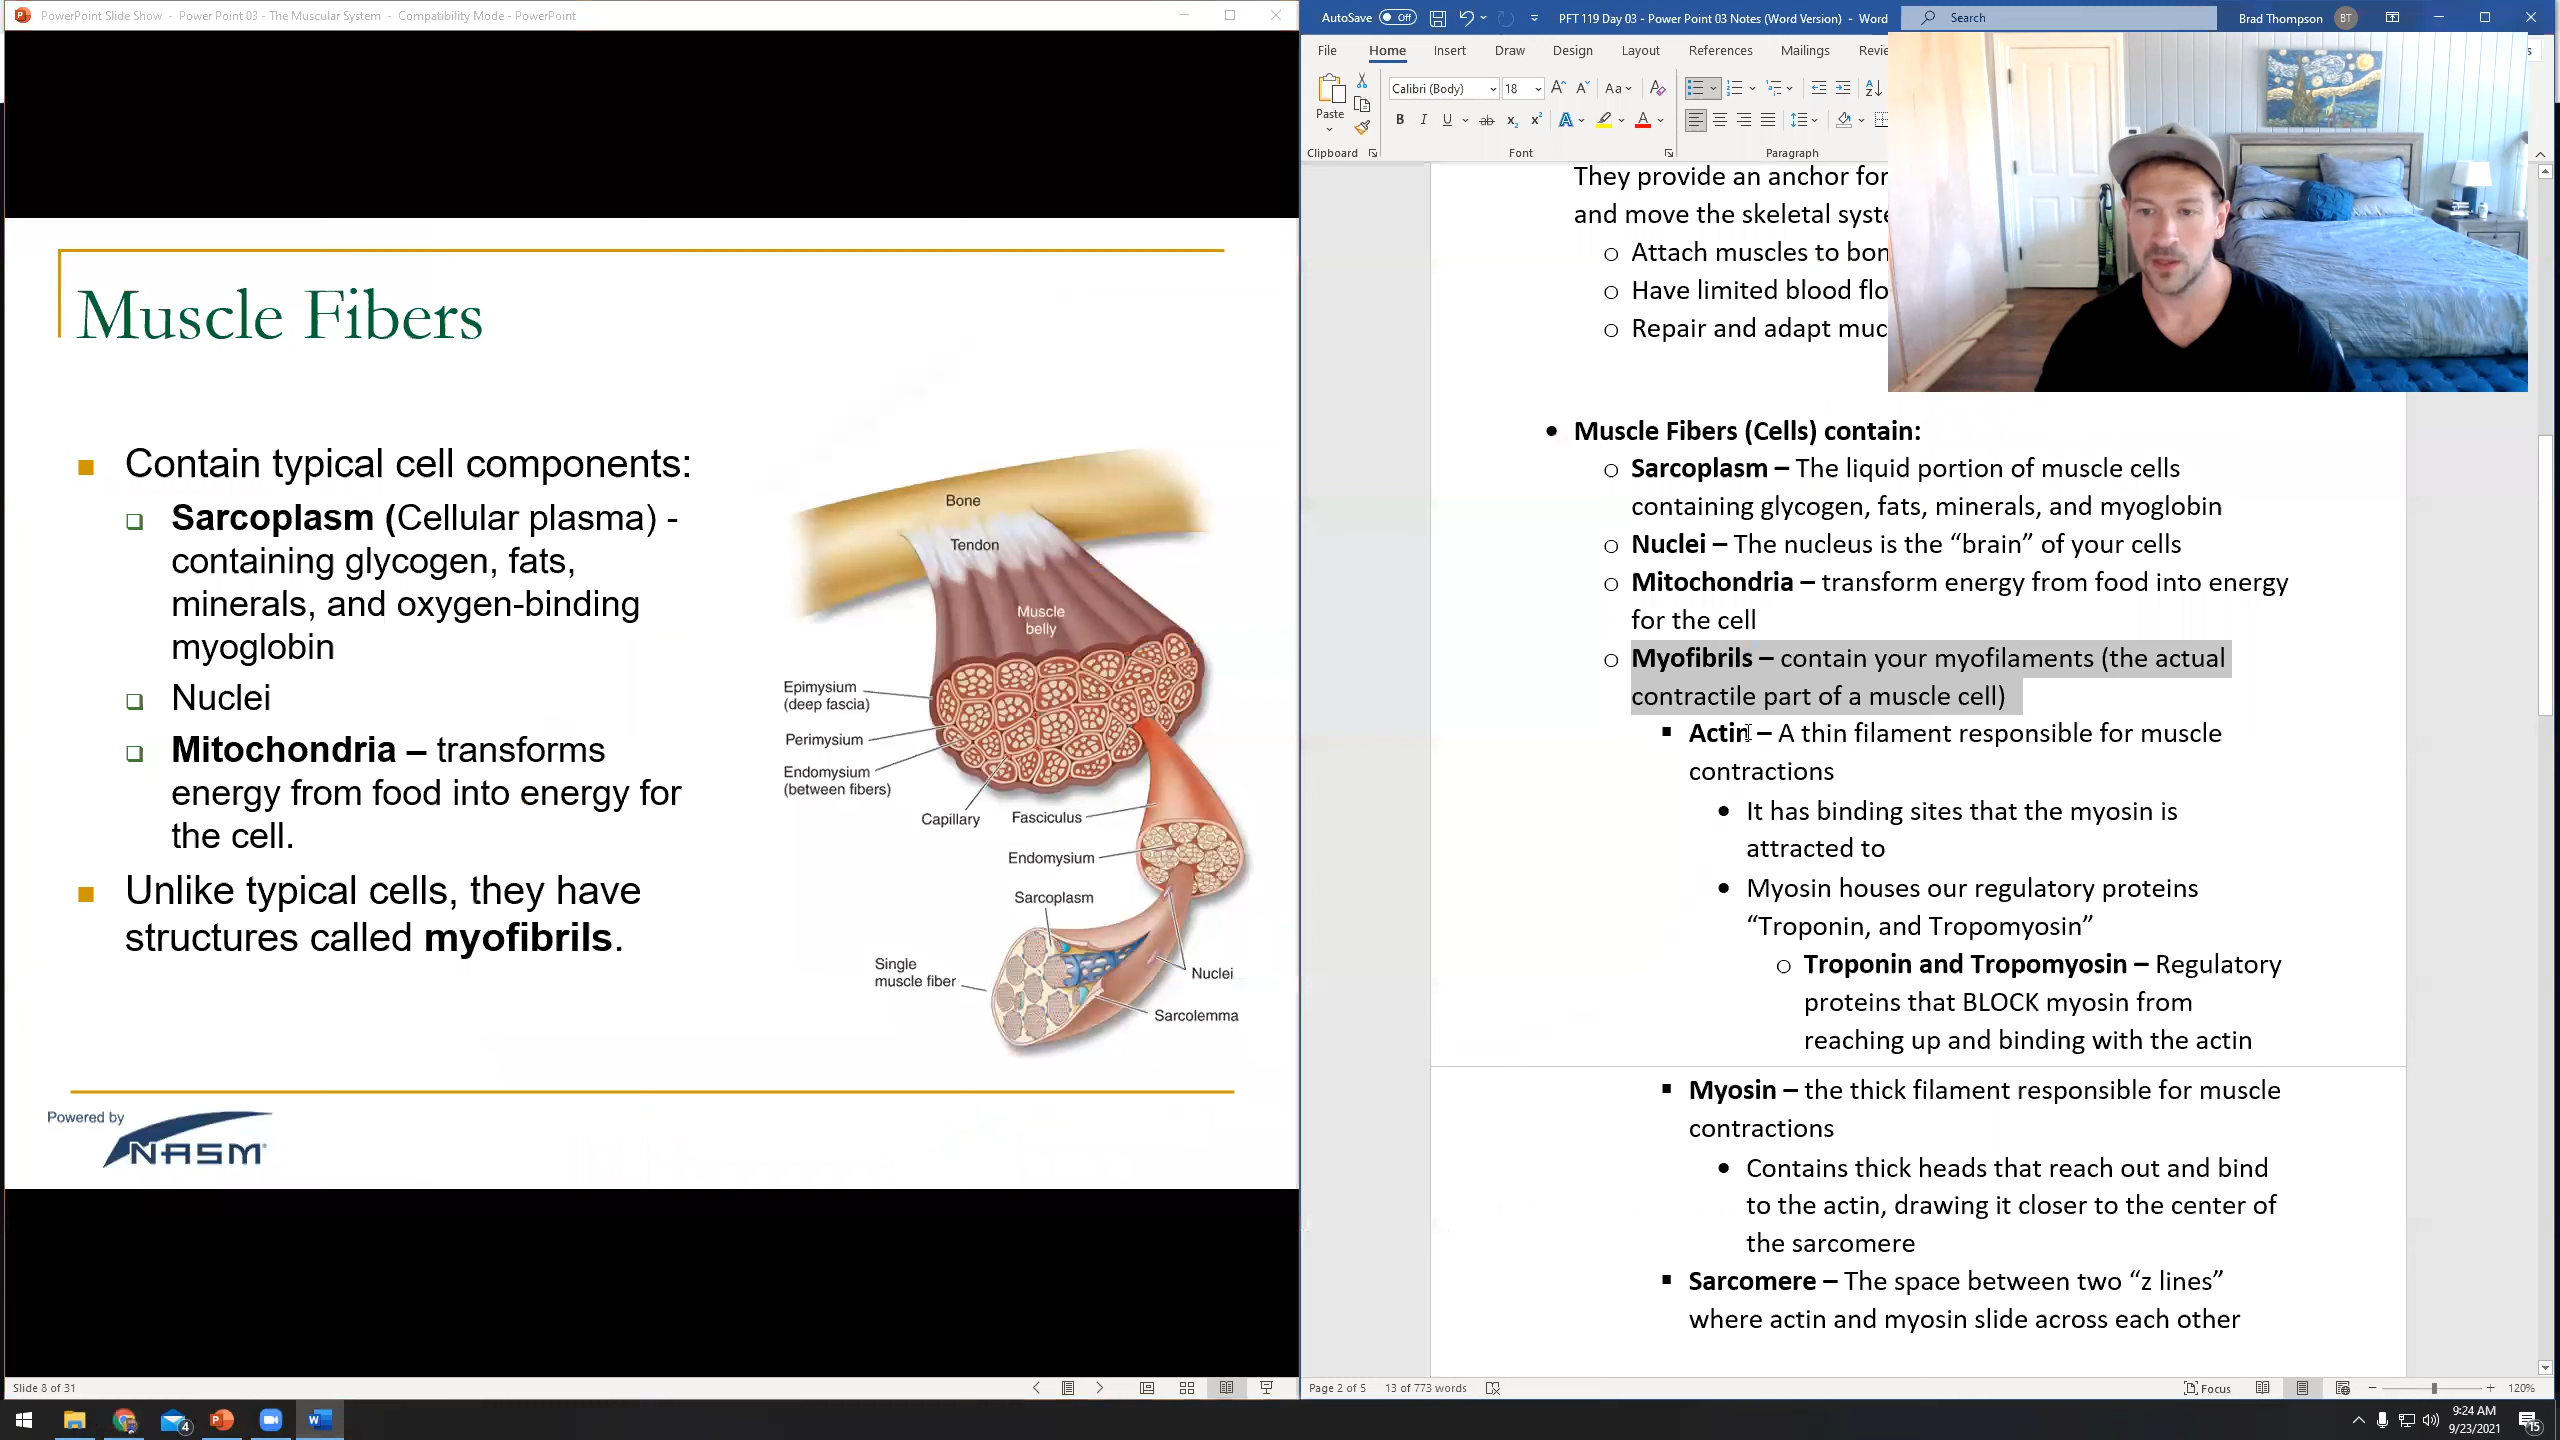 PowerPoint Slide Show - Power Point 03 - The Muscular System - Compatibility Mode - PowerPoint
Muscle Fibers
Contain typical cell components:
Sarcoplasm (Cellular plasma) -
containing glycogen, fats,
minerals, and oxygen-binding
myoglobin
Nuclei
Mitochondria – transforms
energy from food into energy for
the cell.
Unlike typical cells, they have
structures called myofibrils.
Bone
Tendon
Muscle
belly
Epimysium
(deep fascia)
Perimysium
Endomysium
(between fibers)
Capillary
Fasciculus
Endomysium
Sarcoplasm
Single
muscle fiber
Nuclei
Sarcolemma
Powered by
NASM
Slide 8 of 31
AutoSave Off
PFT 119 Day 03 - Power Point 03 Notes (Word Version) - Word
Search
Brad Thompson BT
File Home Insert Draw Design Layout References Mailings
Paste
Calibri (Body) 18
Clipboard Font Paragraph
They provide an anchor for
and move the skeletal syste
Attach muscles to bon
Have limited blood flo
Repair and adapt muc
Muscle Fibers (Cells) contain:
Sarcoplasm – The liquid portion of muscle cells
containing glycogen, fats, minerals, and myoglobin
Nuclei – The nucleus is the “brain” of your cells
Mitochondria – transform energy from food into energy
for the cell
Myofibrils – contain your myofilaments (the actual
contractile part of a muscle cell)
Actin – A thin filament responsible for muscle
contractions
It has binding sites that the myosin is
attracted to
Myosin houses our regulatory proteins
“Troponin, and Tropomyosin”
Troponin and Tropomyosin – Regulatory
proteins that BLOCK myosin from
reaching up and binding with the actin
Myosin – the thick filament responsible for muscle
contractions
Contains thick heads that reach out and bind
to the actin, drawing it closer to the center of
the sarcomere
Sarcomere – The space between two “z lines”
where actin and myosin slide across each other
Page 2 of 5 13 of 773 words
Focus
120%
4
9:24 AM
9/23/2021
15